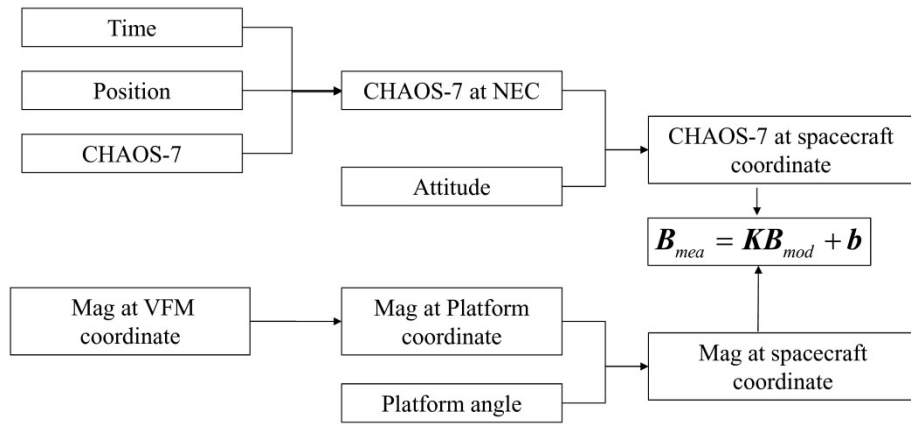 Time
Position
CHAOS-7
CHAOS-7 at NEC
Attitude
CHAOS-7 at spacecraft
coordinate
B_mea = KB_mod + b
Mag at VFM
coordinate
Mag at Platform
coordinate
Platform angle
Mag at spacecraft
coordinate